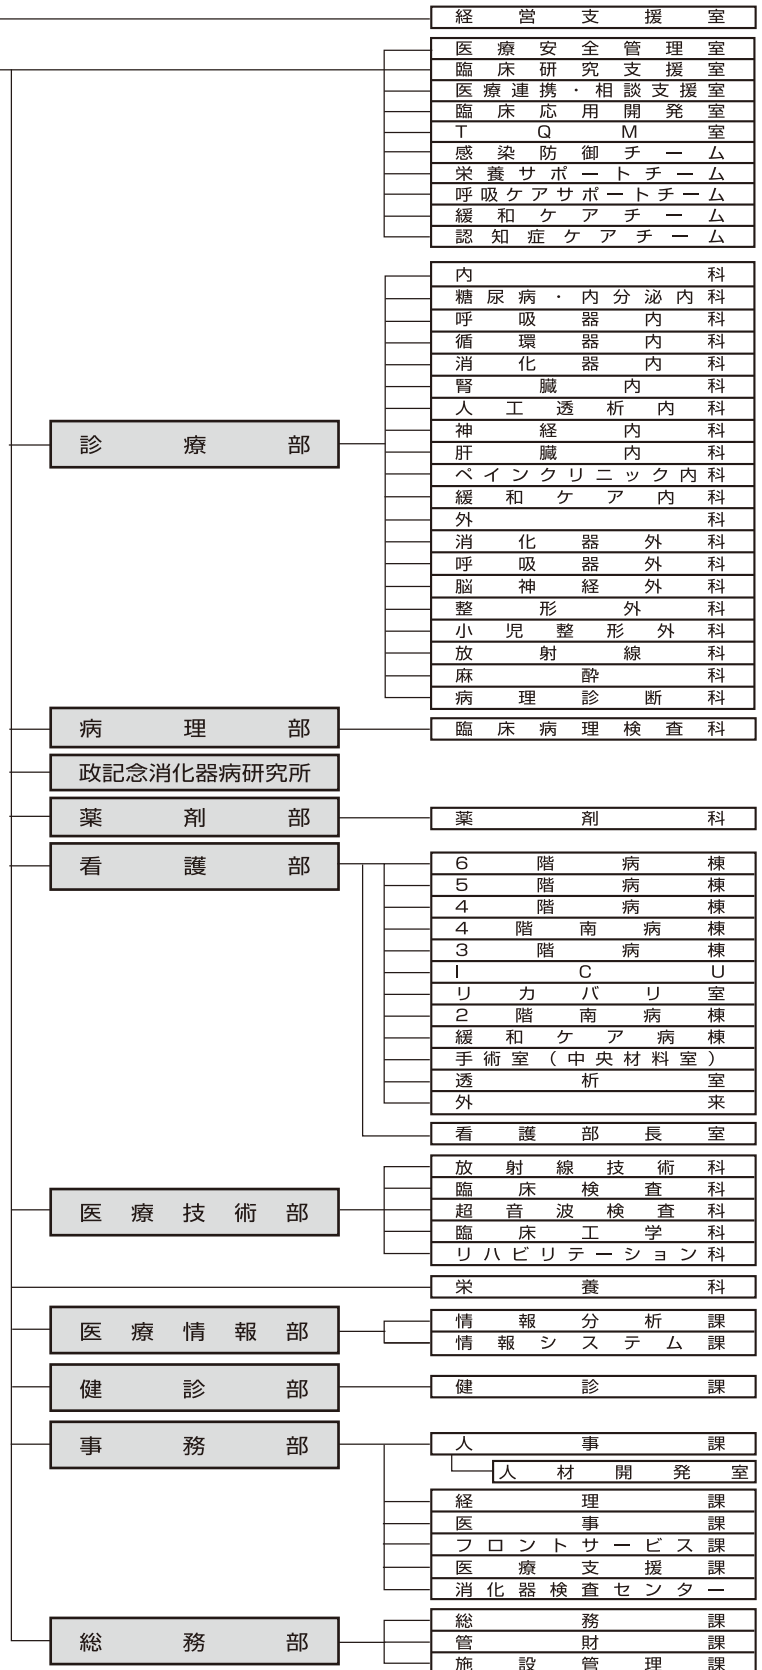 経営支援室
医療安全管理室
臨床研究支援室
医療連携・相談支援室
臨床応用開発室
TQM室
感染防御チーム
栄養サポートチーム
呼吸ケアサポートチーム
緩和ケアチーム
認知症ケアチーム
診療部
内科
糖尿病・内分泌内科
呼吸器内科
循環器内科
消化器内科
腎臓内科
人工透析内科
神経内科
肝臓内科
ペインクリニック内科
緩和ケア内科
外科
消化器外科
呼吸器外科
脳神経外科
整形外科
小児整形外科
放射線科
麻酔科
病理診断科
病理部
臨床病理検査科
政記念消化器病研究所
薬剤部
薬剤科
看護部
6階病棟
5階病棟
4階病棟
4階南病棟
3階病棟
ICU
リカバリ室
2階南病棟
緩和ケア病棟
手術室(中央材料室)
透析室
外来
看護部長室
医療技術部
放射線技術科
臨床検査科
超音波検査科
臨床工学科
リハビリテーション科
栄養科
医療情報部
情報分析課
情報システム課
健診部
健診課
事務部
人事課
人材開発室
経理課
医事課
フロントサービス課
医療支援課
消化器検査センター
総務部
総務課
管財課
施設管理課